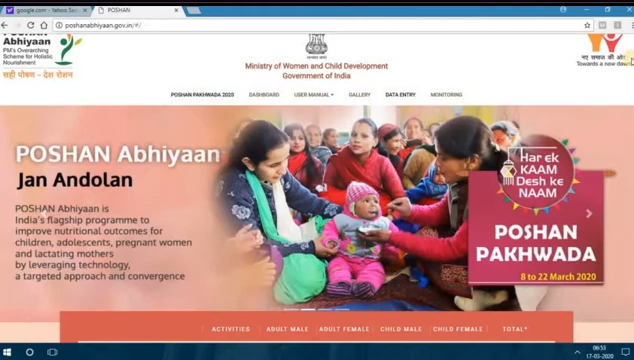 google.com - Yahoo Sea
POSHAN
poshanabhiyaan.gov.in/#/
Abhiyaan
PM's Overarching
Scheme for Holistic
Nourishment
सही पोषण - देश रोशन
Ministry of Women and Child Development
Government of India
Towards a new dawn
POSHAN PAKHWADA 2020 DASHBOARD USER MANUAL GALLERY DATA ENTRY MONITORING
POSHAN Abhiyaan
Jan Andolan
POSHAN Abhiyaan is
India's flagship programme to
improve nutritional outcomes for
children, adolescents, pregnant women
and lactating mothers
by leveraging technology,
a targeted approach and convergence
Har ek
KAAM
Desh ke
NAAM
POSHAN
PAKHWADA
8 to 22 March 2020
ACTIVITIES ADULT MALE ADULT FEMALE CHILD MALE CHILD FEMALE TOTAL*
06:53
17-03-2020